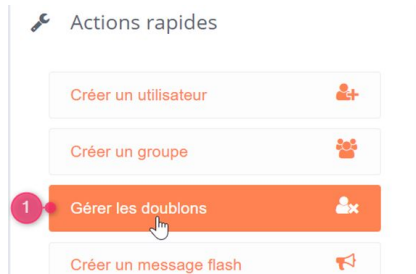 Actions rapides
Créer un utilisateur
Créer un groupe
1
Gérer les doublons
Créer un message flash